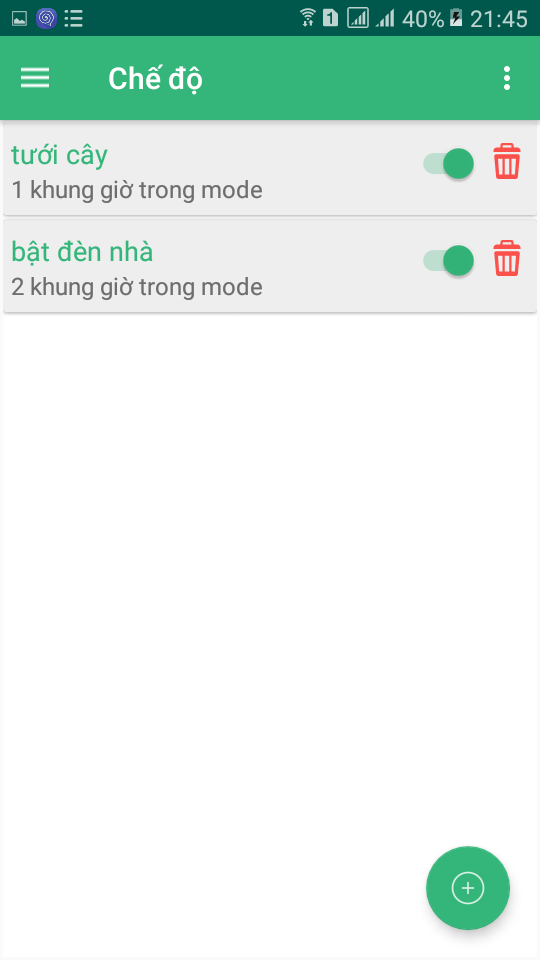 1
40%
21:45
Chế độ
tưới cây
1 khung giờ trong mode
bật đèn nhà
2 khung giờ trong mode